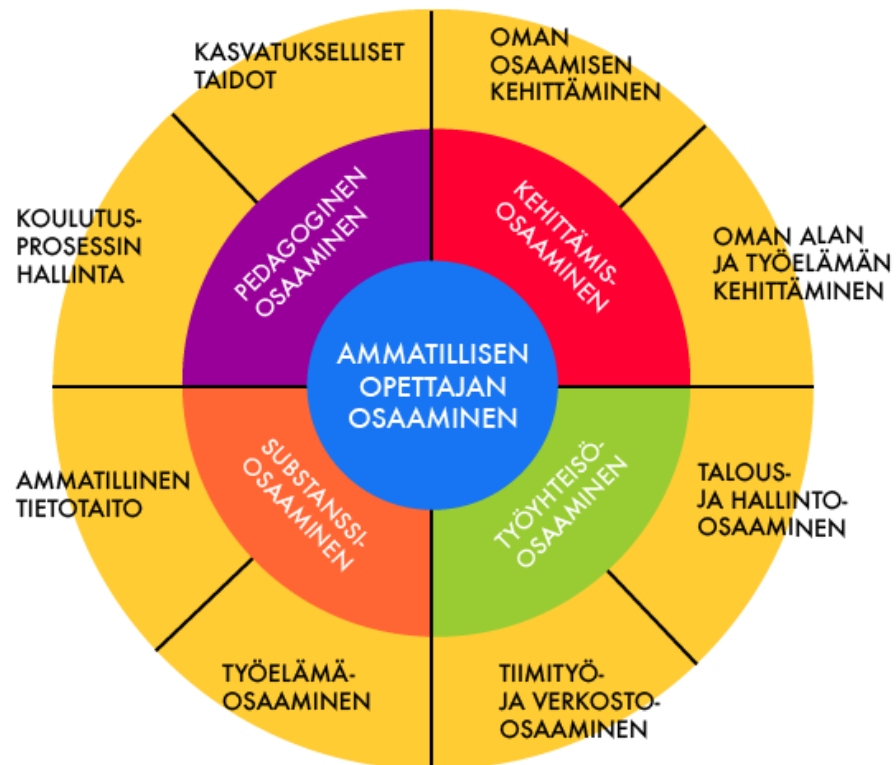 KASVATUKSELLISET
TAIDOT
OMAN
OSAAMISEN
KEHITTÄMINEN
KOULUTUS-
PROSESSIN
HALLINTA
PEDAGOGINEN
OSAAMINEN
KEHITTÄMIS-
OSAAMINEN
OMAN ALAN
JA TYÖELÄMÄN
KEHITTÄMINEN
AMMATILLISEN
OPETTAJAN
OSAAMINEN
AMMATILLINEN
TIETOTAITO
SUBSTANSSI-
OSAAMINEN
TYÖYHTEISÖ-
OSAAMINEN
TALOUS-
JA HALLINTO-
OSAAMINEN
TYÖELÄMÄ-
OSAAMINEN
TIIMITYÖ-
JA VERKOSTO-
OSAAMINEN